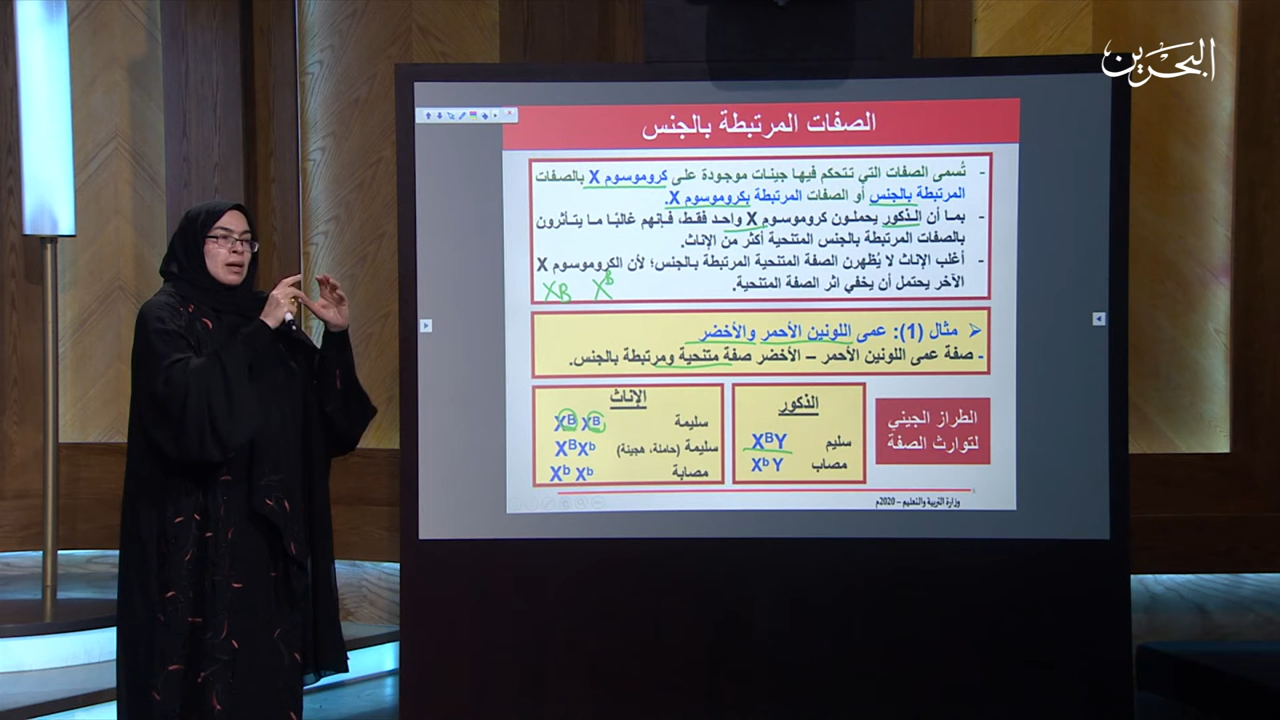 البحرين
الصفات المرتبطة بالجنس
- تُسمى الصفات التي تتحكم فيها جينات موجودة على كروموسوم X بالصفات
المرتبطة بالجنس أو الصفات المرتبطة بكروموسوم X.
- بما أن الذكور يحملون كروموسوم X واحد فقط، فإنهم غالبًا ما يتأثرون
بالصفات المرتبطة بالجنس المتنحية أكثر من الإناث.
- أغلب الإناث لا يُظهرن الصفة المتنحية المرتبطة بالجنس؛ لأن الكروموسوم X
الآخر يحتمل أن يخفي اثر الصفة المتنحية.
XB XB
➢ مثال (1): عمى اللونين الأحمر والأخضر
- صفة عمى اللونين الأحمر – الأخضر صفة متنحية ومرتبطة بالجنس.
الطراز الجيني
لتوارث الصفة
الذكور
سليم XᴮY
مصاب XᵇY
الإناث
سليمة XᴮXᴮ
سليمة (حاملة، هجينة) XᴮXᵇ
مصابة XᵇXᵇ
وزارة التربية والتعليم – 2020م